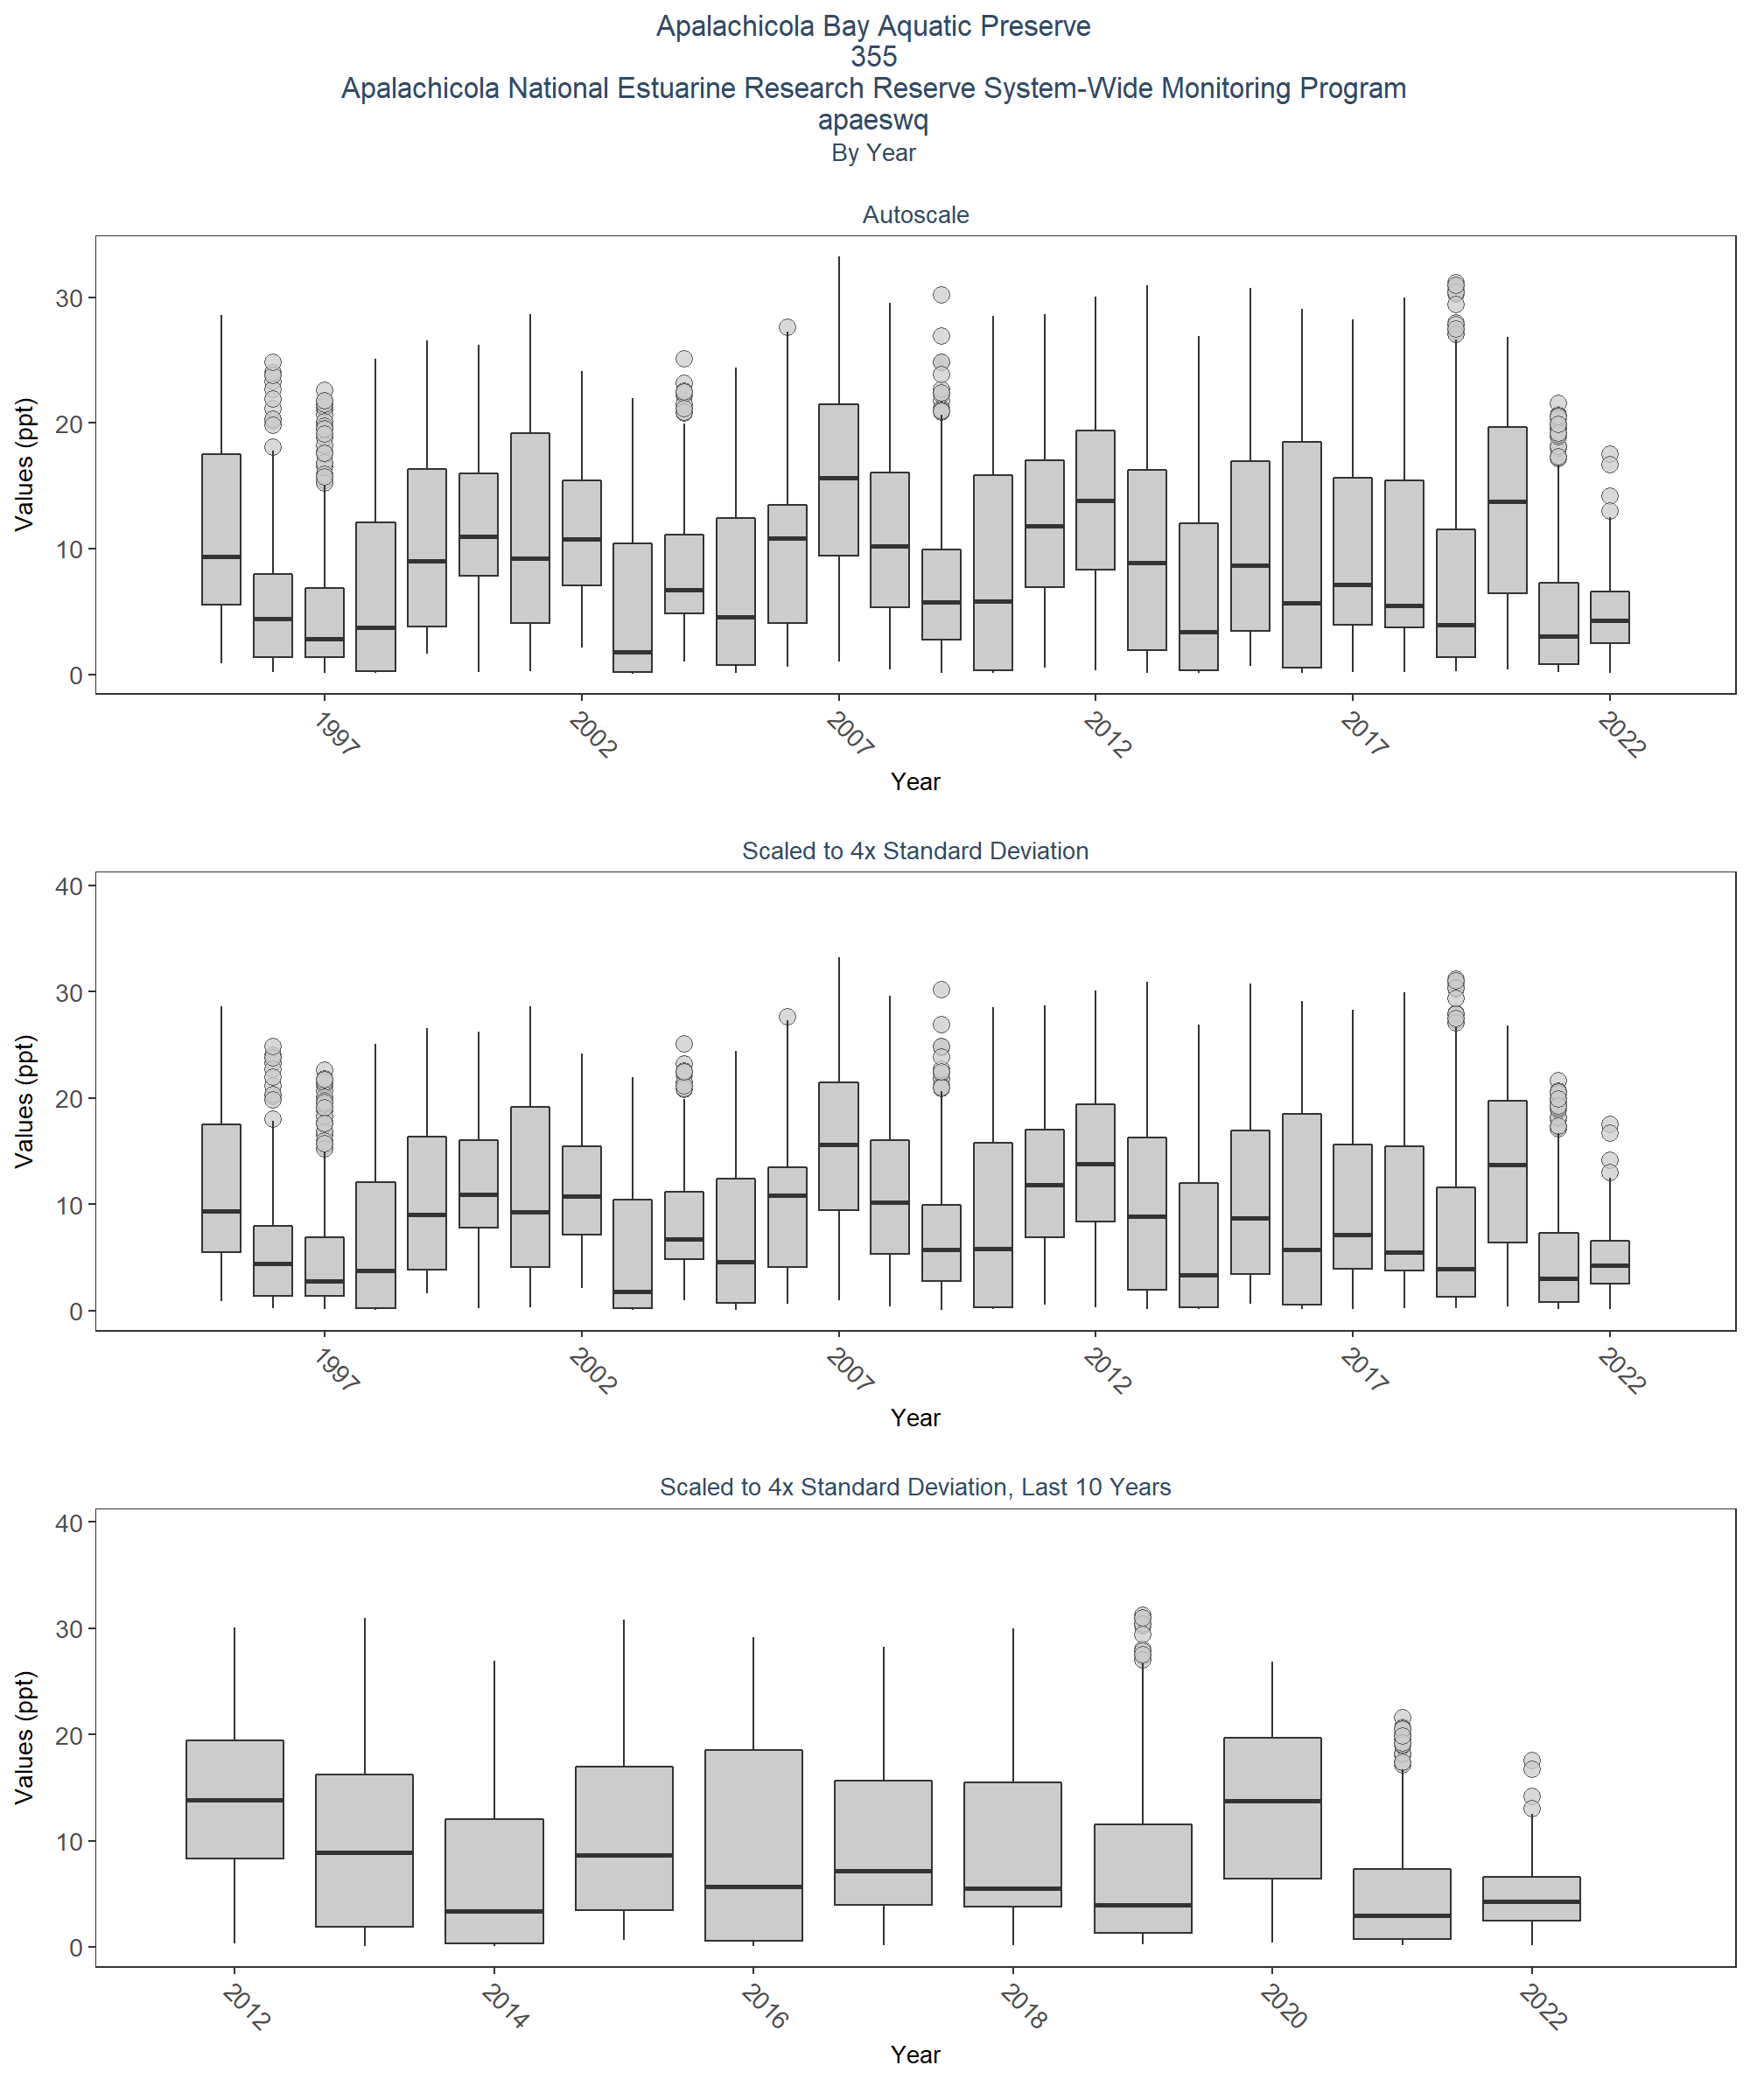 Apalachicola Bay Aquatic Preserve
355
Apalachicola National Estuarine Research Reserve System-Wide Monitoring Program
apaeswq
By Year
Autoscale
Values (ppt)
30
20
10
0
1997
2002
2007
2012
2017
2022
Year
Scaled to 4x Standard Deviation
Values (ppt)
40
30
20
10
0
1997
2002
2007
2012
2017
2022
Year
Scaled to 4x Standard Deviation, Last 10 Years
Values (ppt)
40
30
20
10
0
2012
2014
2016
2018
2020
2022
Year